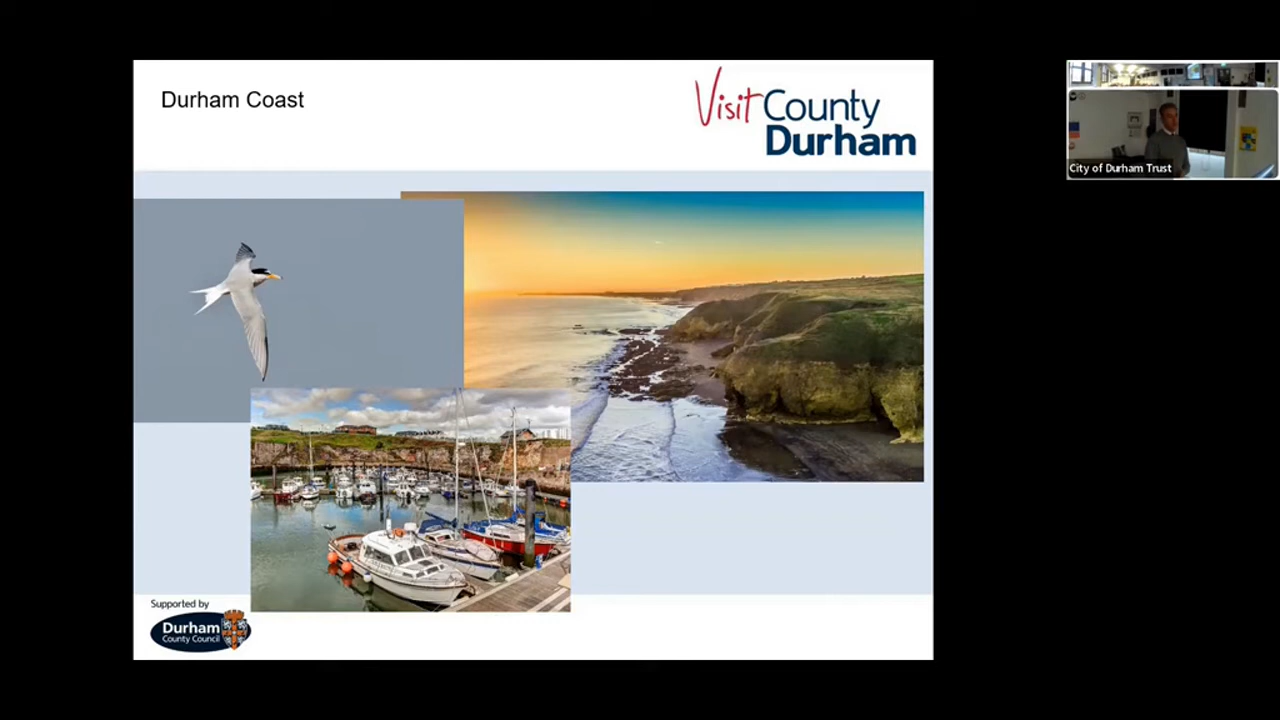 Durham Coast
Visit County
Durham
City of Durham Trust
Supported by
Durham
County Council